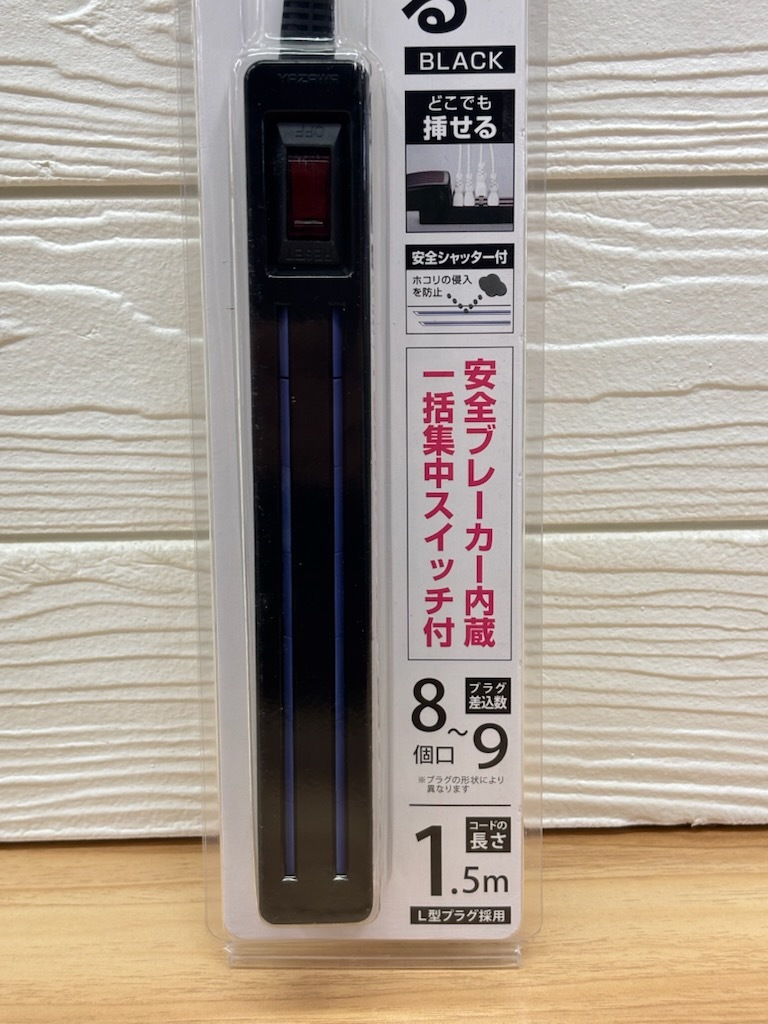 る
BLACK
YAZAWA
OFF
RESET
どこでも
挿せる
安全シャッター付
ホコリの侵入
を防止
安全ブレーカー内蔵
一括集中スイッチ付
プラグ
差込数
8~9
個口
※プラグの形状により
異なります
コードの
長さ
1.5m
L型プラグ採用